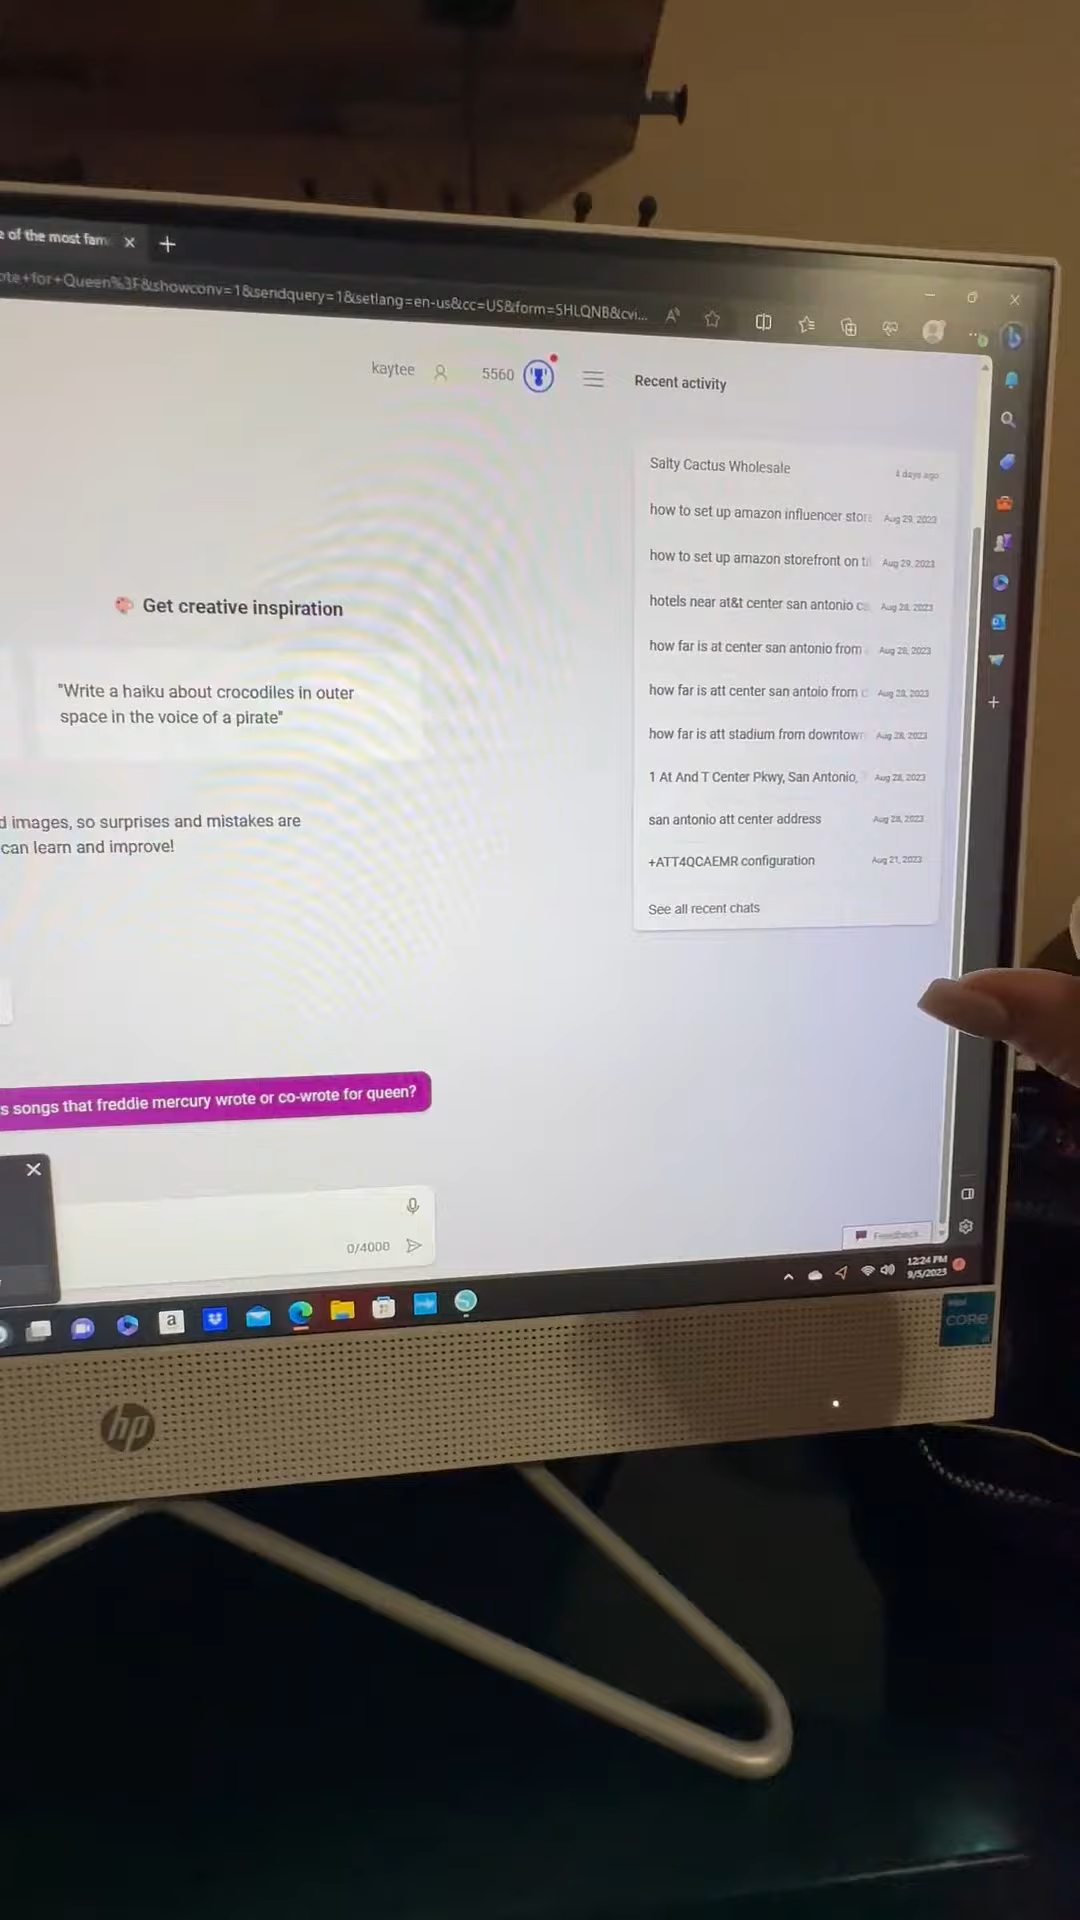 of the most fam
for+Queen%3F&showconv=1&sendquery=1&setlang=en-us&cc=US&form=SHLQNB&cvi...
kaytee 5560
Recent activity
Salty Cactus Wholesale 4 days ago
how to set up amazon influencer store Aug 29, 2023
how to set up amazon storefront on Aug 29, 2023
hotels near at&t center san antonio Aug 28, 2023
how far is at center san antonio from Aug 28, 2023
how far is att center san antoio from Aug 28, 2023
how far is att stadium from downtown Aug 28, 2023
1 At And T Center Pkwy, San Antonio, Aug 28, 2023
san antonio att center address Aug 28, 2023
+ATT4QCAEMR configuration Aug 21, 2023
See all recent chats
Get creative inspiration
"Write a haiku about crocodiles in outer
space in the voice of a pirate"
d images, so surprises and mistakes are
can learn and improve!
s songs that freddie mercury wrote or co-wrote for queen?
0/4000
Feedback
12:24 PM
9/5/2023
a
intel
CORE
i5
hp